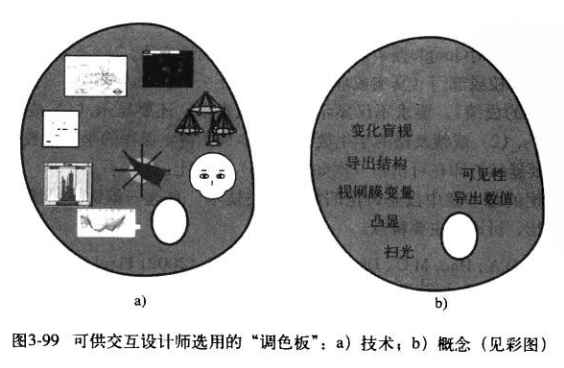 变化盲视
导出结构
可见性
视网膜变量
导出数值
凸显
扫光
a)
b)
图3-99 可供交互设计师选用的“调色板”：a）技术；b）概念（见彩图）